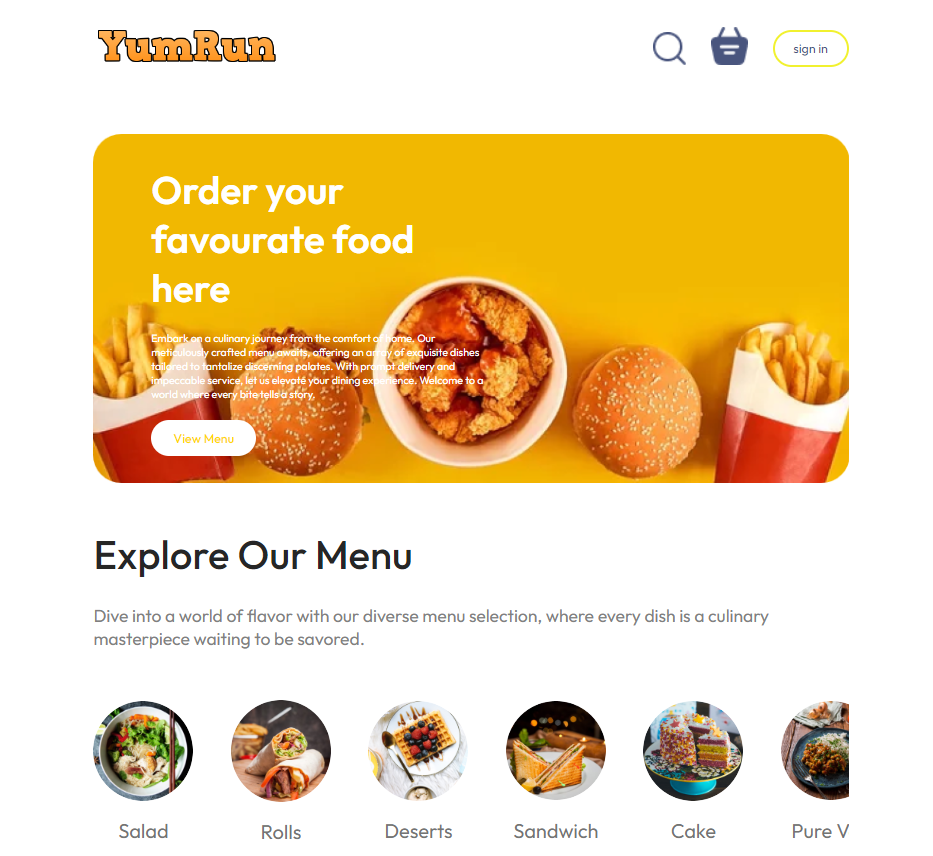 YumRun
sign in
Order your
favourate food
here
Embark on a culinary journey from the comfort of home. Our
meticulously crafted menu awaits, offering an array of exquisite dishes
tailored to tantalize discerning palates. With prompt delivery and
impeccable service, let us elevate your dining experience. Welcome to a
world where every bite tells a story.
View Menu
Explore Our Menu
Dive into a world of flavor with our diverse menu selection, where every dish is a culinary
masterpiece waiting to be savored.
Salad
Rolls
Deserts
Sandwich
Cake
Pure V